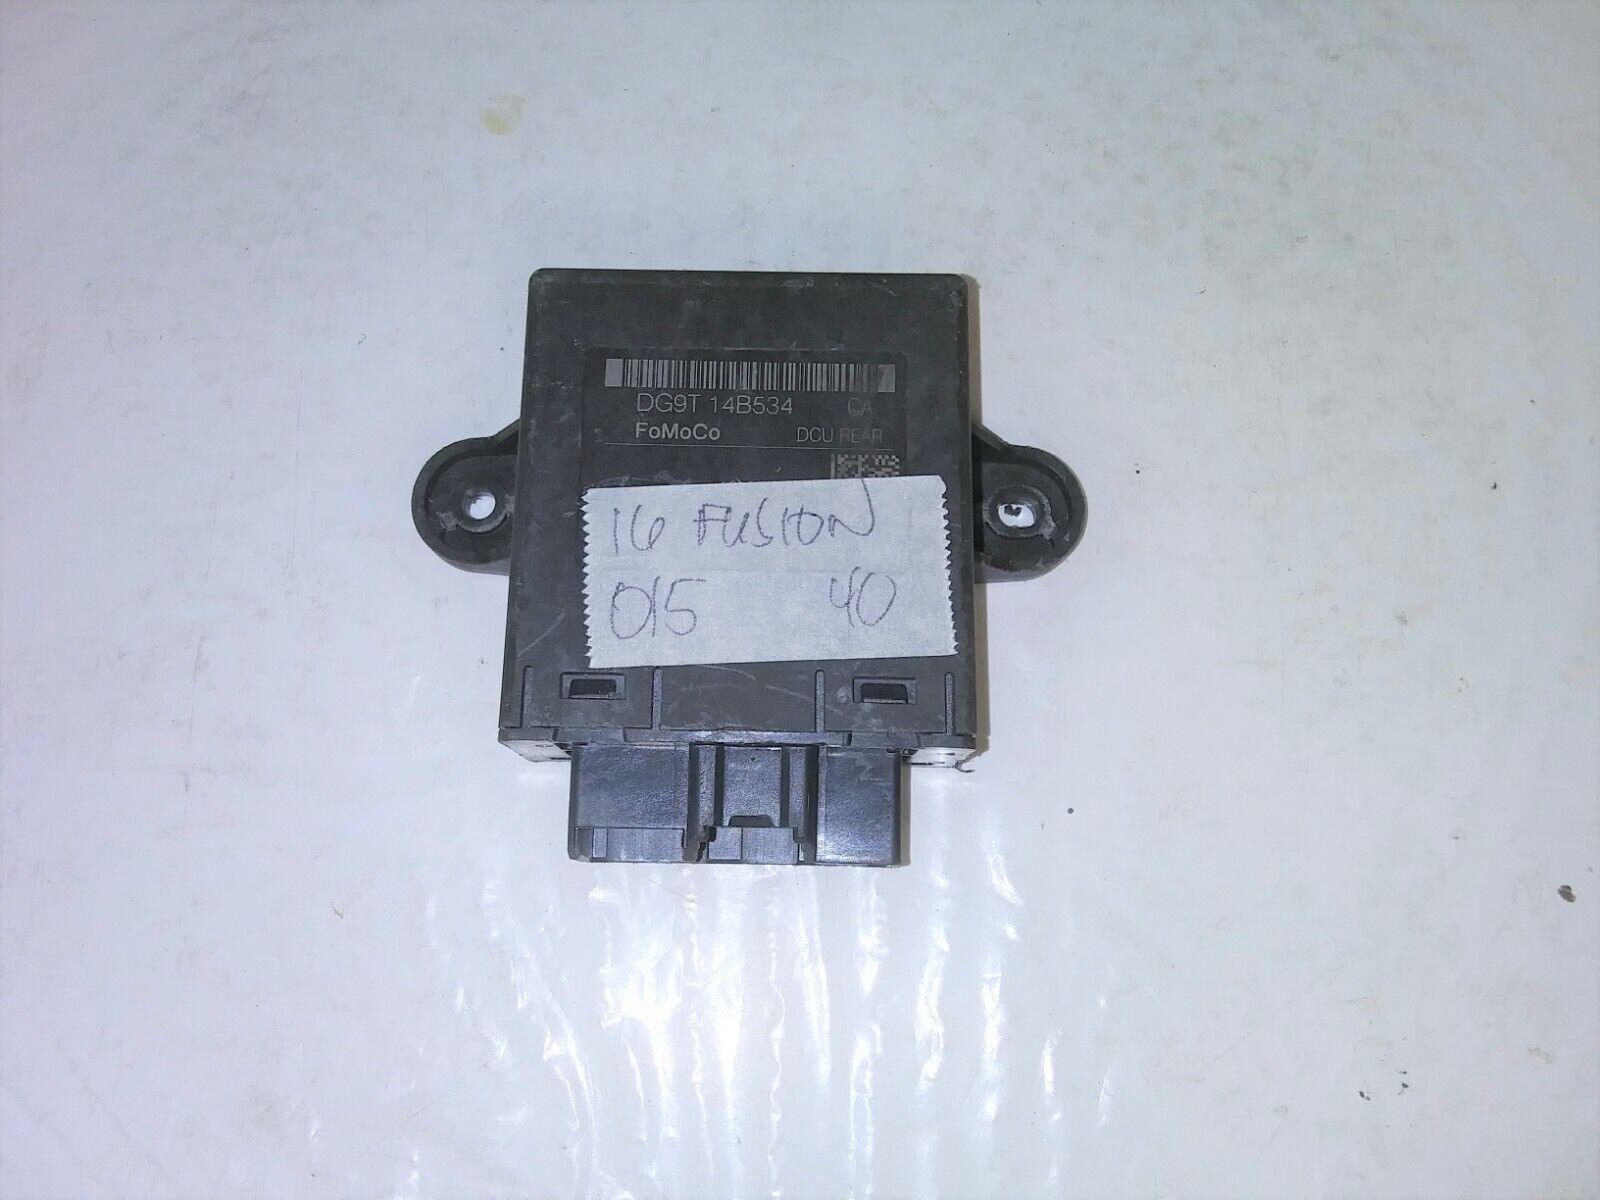 DG9T 14B534 CA
FoMoCo DCU REAR
16 FUSION
015 40